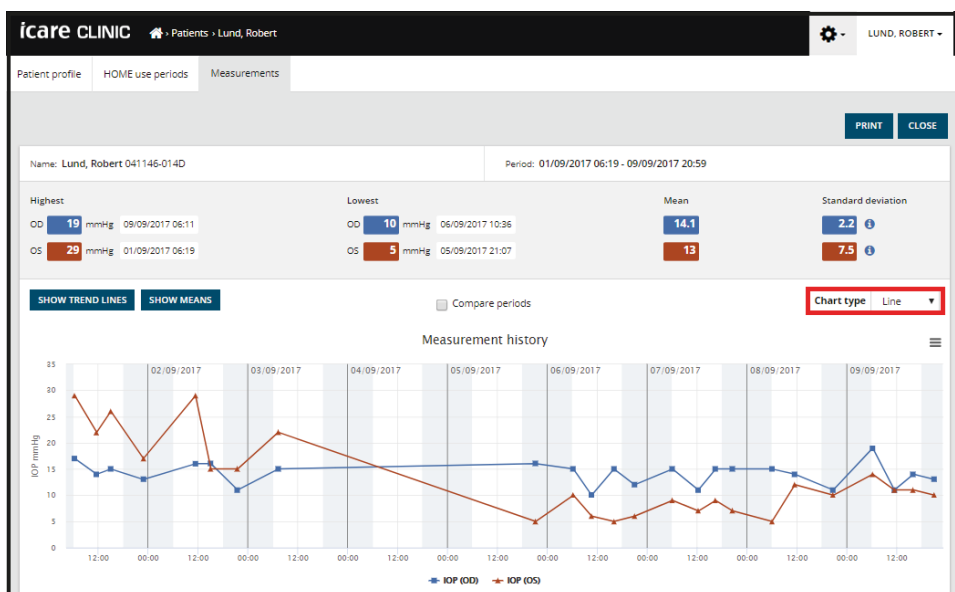 icare CLINIC › Patients › Lund, Robert LUND, ROBERT
Patient profile HOME use periods Measurements
PRINT CLOSE
Name: Lund, Robert 041146-014D Period: 01/09/2017 06:19 - 09/09/2017 20:59
Highest Lowest Mean Standard deviation
OD 19 mmHg 09/09/2017 06:11 OD 10 mmHg 06/09/2017 10:36 14.1 2.2
OS 29 mmHg 01/09/2017 06:19 OS 5 mmHg 05/09/2017 21:07 13 7.5
SHOW TREND LINES SHOW MEANS Compare periods Chart type Line
Measurement history
35
02/09/2017 03/09/2017 04/09/2017 05/09/2017 06/09/2017 07/09/2017 08/09/2017 09/09/2017
30
25
20
IOP mmHg
15
10
5
0
12:00 00:00 12:00 00:00 12:00 00:00 12:00 00:00 12:00 00:00 12:00 00:00 12:00 00:00 12:00 00:00 12:00
IOP (OD) IOP (OS)